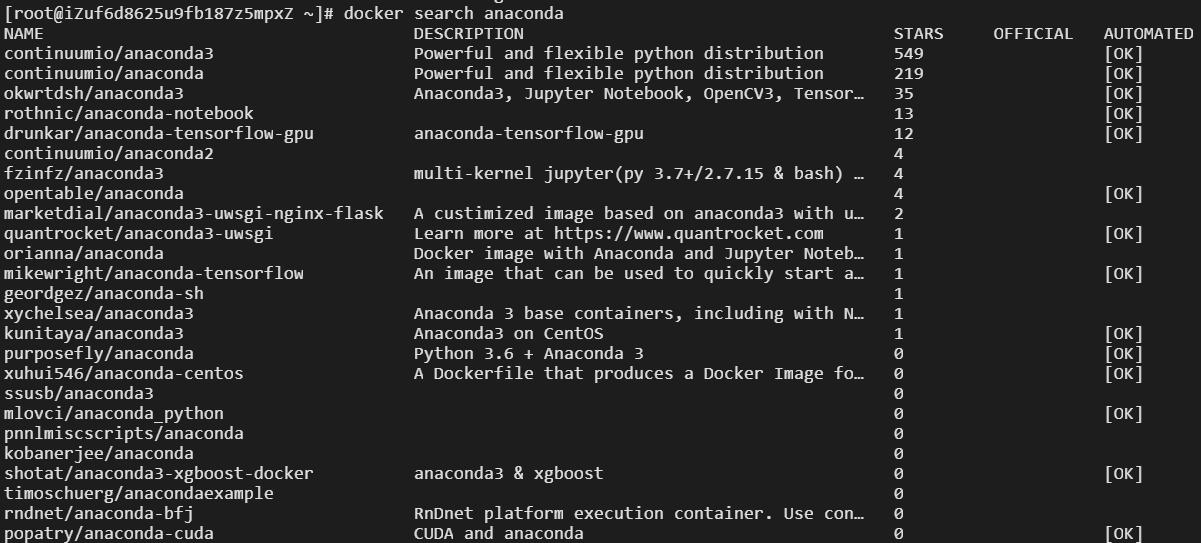 [root@iZuf6d8625u9fb187z5mpxZ ~]# docker search anaconda
NAME DESCRIPTION STARS OFFICIAL AUTOMATED
continuumio/anaconda3 Powerful and flexible python distribution 549 [OK]
continuumio/anaconda Powerful and flexible python distribution 219 [OK]
okwrtdsh/anaconda3 Anaconda3, Jupyter Notebook, OpenCV3, Tensor… 35 [OK]
rothnic/anaconda-notebook 13 [OK]
drunkar/anaconda-tensorflow-gpu anaconda-tensorflow-gpu 12 [OK]
continuumio/anaconda2 4
fzinfz/anaconda3 multi-kernel jupyter(py 3.7+/2.7.15 & bash) … 4
opentable/anaconda 4 [OK]
marketdial/anaconda3-uwsgi-nginx-flask A custimized image based on anaconda3 with u… 2
quantrocket/anaconda3-uwsgi Learn more at https://www.quantrocket.com 1 [OK]
orianna/anaconda Docker image with Anaconda and Jupyter Noteb… 1
mikewright/anaconda-tensorflow An image that can be used to quickly start a… 1 [OK]
geordgez/anaconda-sh 1
xychelsea/anaconda3 Anaconda 3 base containers, including with N… 1
kunitaya/anaconda3 Anaconda3 on CentOS 1 [OK]
purposefly/anaconda Python 3.6 + Anaconda 3 0 [OK]
xuhui546/anaconda-centos A Dockerfile that produces a Docker Image fo… 0 [OK]
ssusb/anaconda3 0
mlovci/anaconda_python 0 [OK]
pnnlmiscscripts/anaconda 0
kobanerjee/anaconda 0
shotat/anaconda3-xgboost-docker anaconda3 & xgboost 0 [OK]
timoschuerg/anacondaexample 0
rndnet/anaconda-bfj RnDnet platform execution container. Use con… 0
popatry/anaconda-cuda CUDA and anaconda 0 [OK]